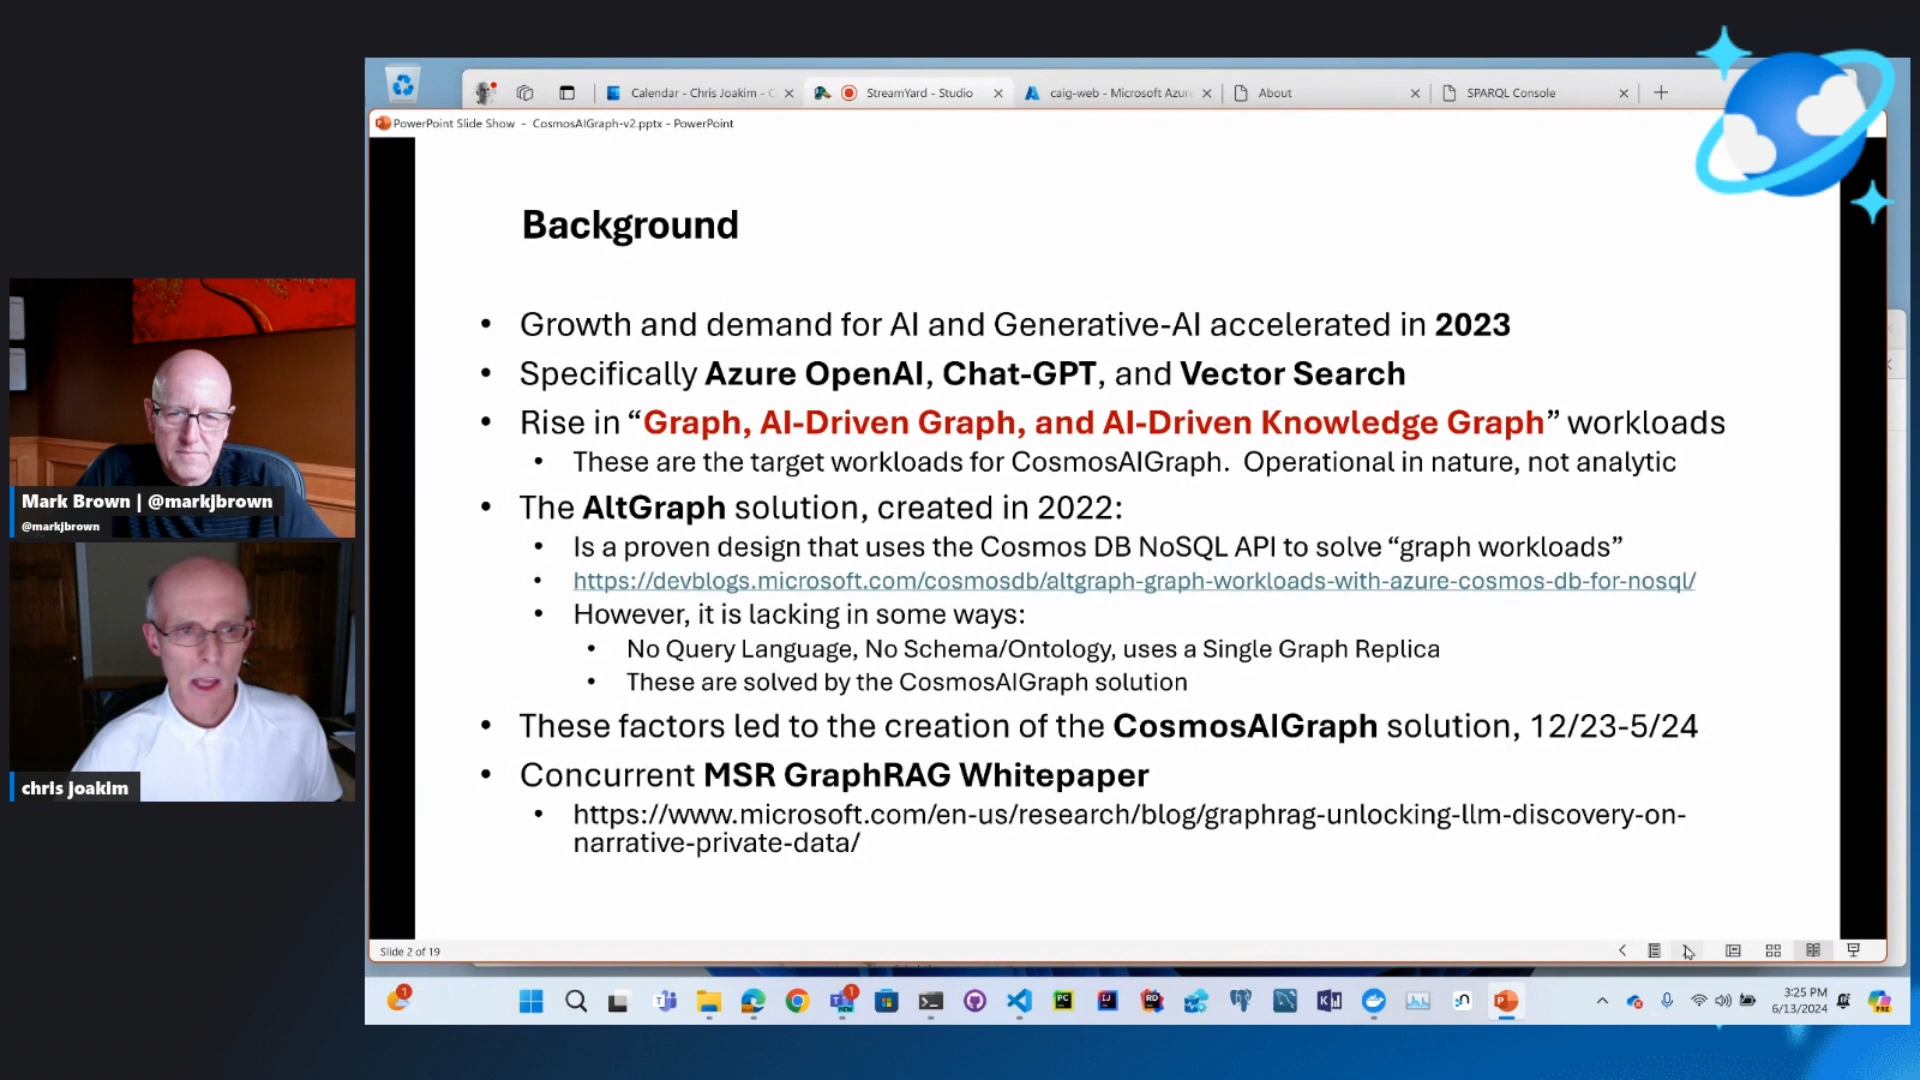 Calendar - Chris Joakim - C
StreamYard - Studio
caig-web - Microsoft Azur
About
SPARQL Console
PowerPoint Slide Show - CosmosAIGraph-v2.pptx - PowerPoint
Background
• Growth and demand for AI and Generative-AI accelerated in 2023
• Specifically Azure OpenAI, Chat-GPT, and Vector Search
• Rise in “Graph, AI-Driven Graph, and AI-Driven Knowledge Graph” workloads
• These are the target workloads for CosmosAIGraph. Operational in nature, not analytic
• The AltGraph solution, created in 2022:
• Is a proven design that uses the Cosmos DB NoSQL API to solve “graph workloads”
• https://devblogs.microsoft.com/cosmosdb/altgraph-graph-workloads-with-azure-cosmos-db-for-nosql/
• However, it is lacking in some ways:
• No Query Language, No Schema/Ontology, uses a Single Graph Replica
• These are solved by the CosmosAIGraph solution
• These factors led to the creation of the CosmosAIGraph solution, 12/23-5/24
• Concurrent MSR GraphRAG Whitepaper
• https://www.microsoft.com/en-us/research/blog/graphrag-unlocking-llm-discovery-on-
narrative-private-data/
Slide 2 of 19
Mark Brown | @markjbrown
@markjbrown
chris joakim
3:25 PM
6/13/2024